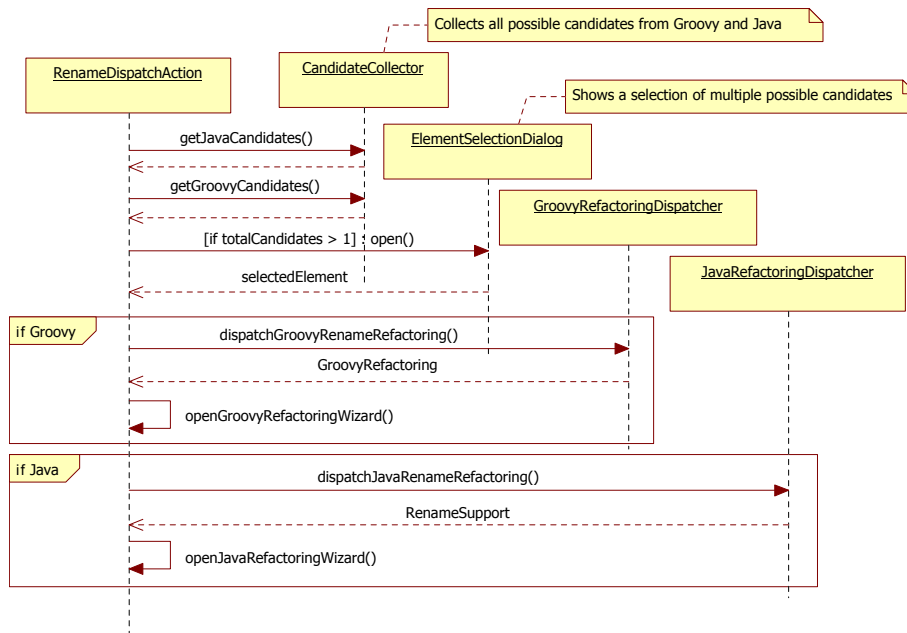 Collects all possible candidates from Groovy and Java
RenameDispatchAction
CandidateCollector
Shows a selection of multiple possible candidates
ElementSelectionDialog
getJavaCandidates()
getGroovyCandidates()
GroovyRefactoringDispatcher
[if totalCandidates > 1] : open()
JavaRefactoringDispatcher
selectedElement
if Groovy
dispatchGroovyRenameRefactoring()
GroovyRefactoring
openGroovyRefactoringWizard()
if Java
dispatchJavaRenameRefactoring()
RenameSupport
openJavaRefactoringWizard()